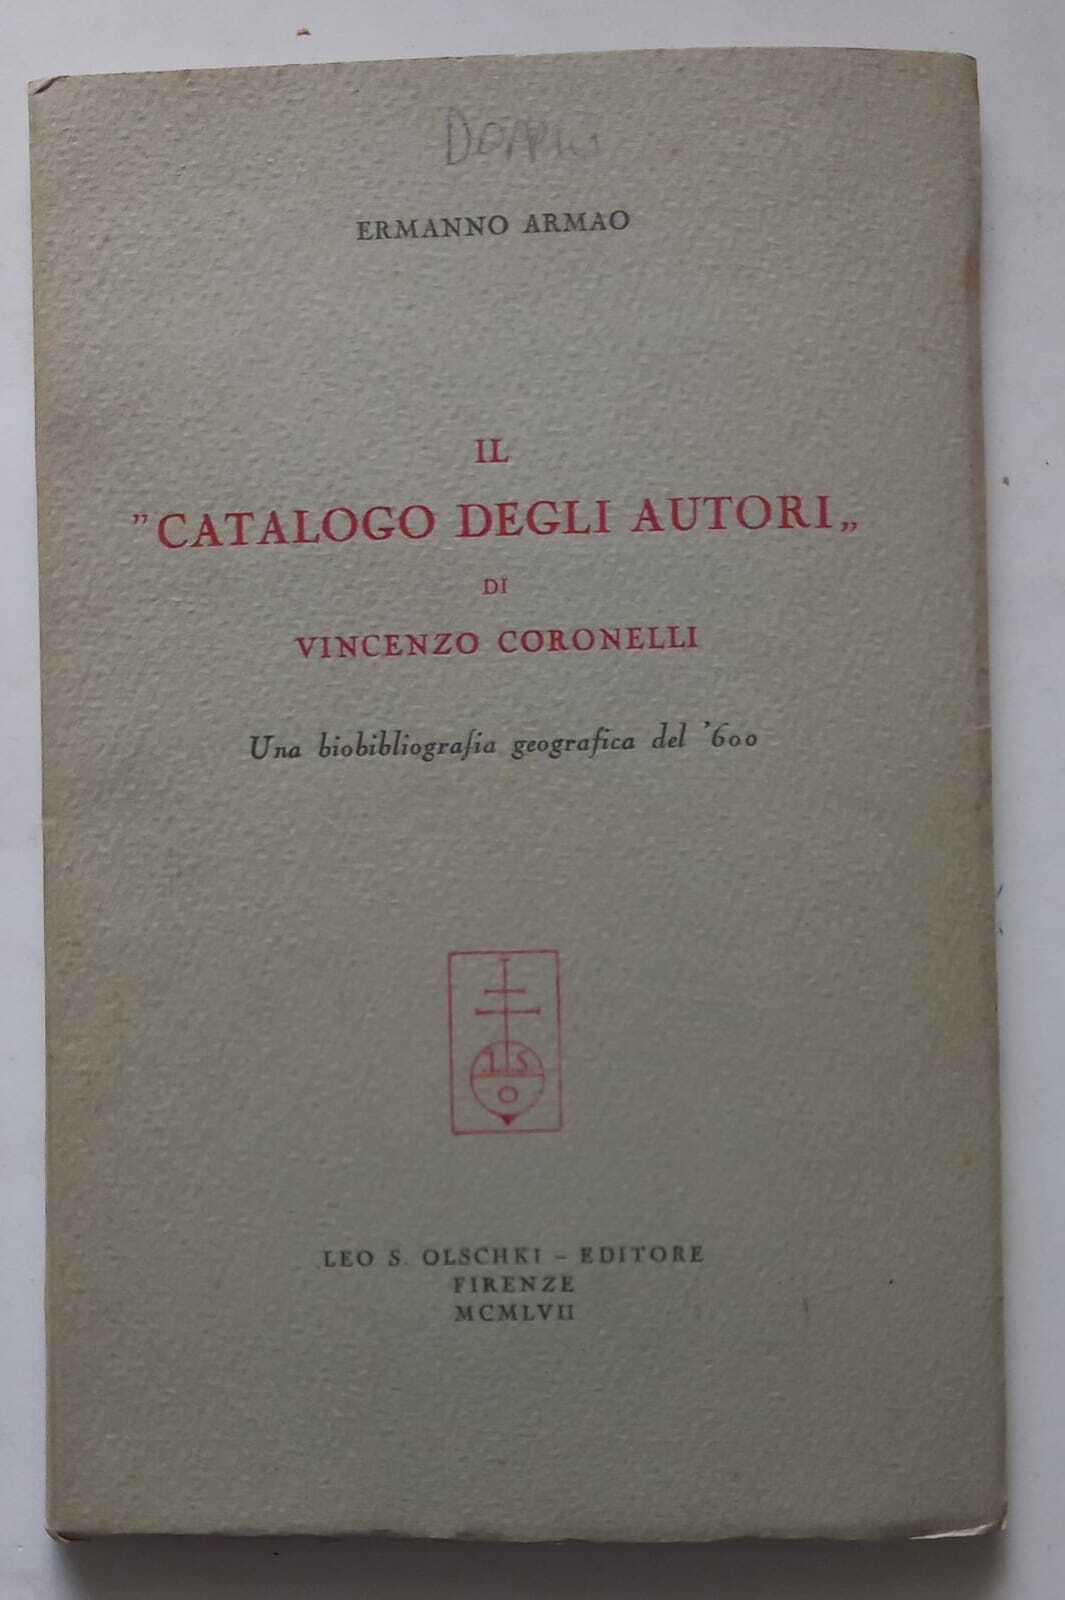 DOPPIO
ERMANNO ARMAO
IL
”CATALOGO DEGLI AUTORI„
DI
VINCENZO CORONELLI
Una biobibliografia geografica del '600
L S
O
LEO S. OLSCHKI – EDITORE
FIRENZE
MCMLVII